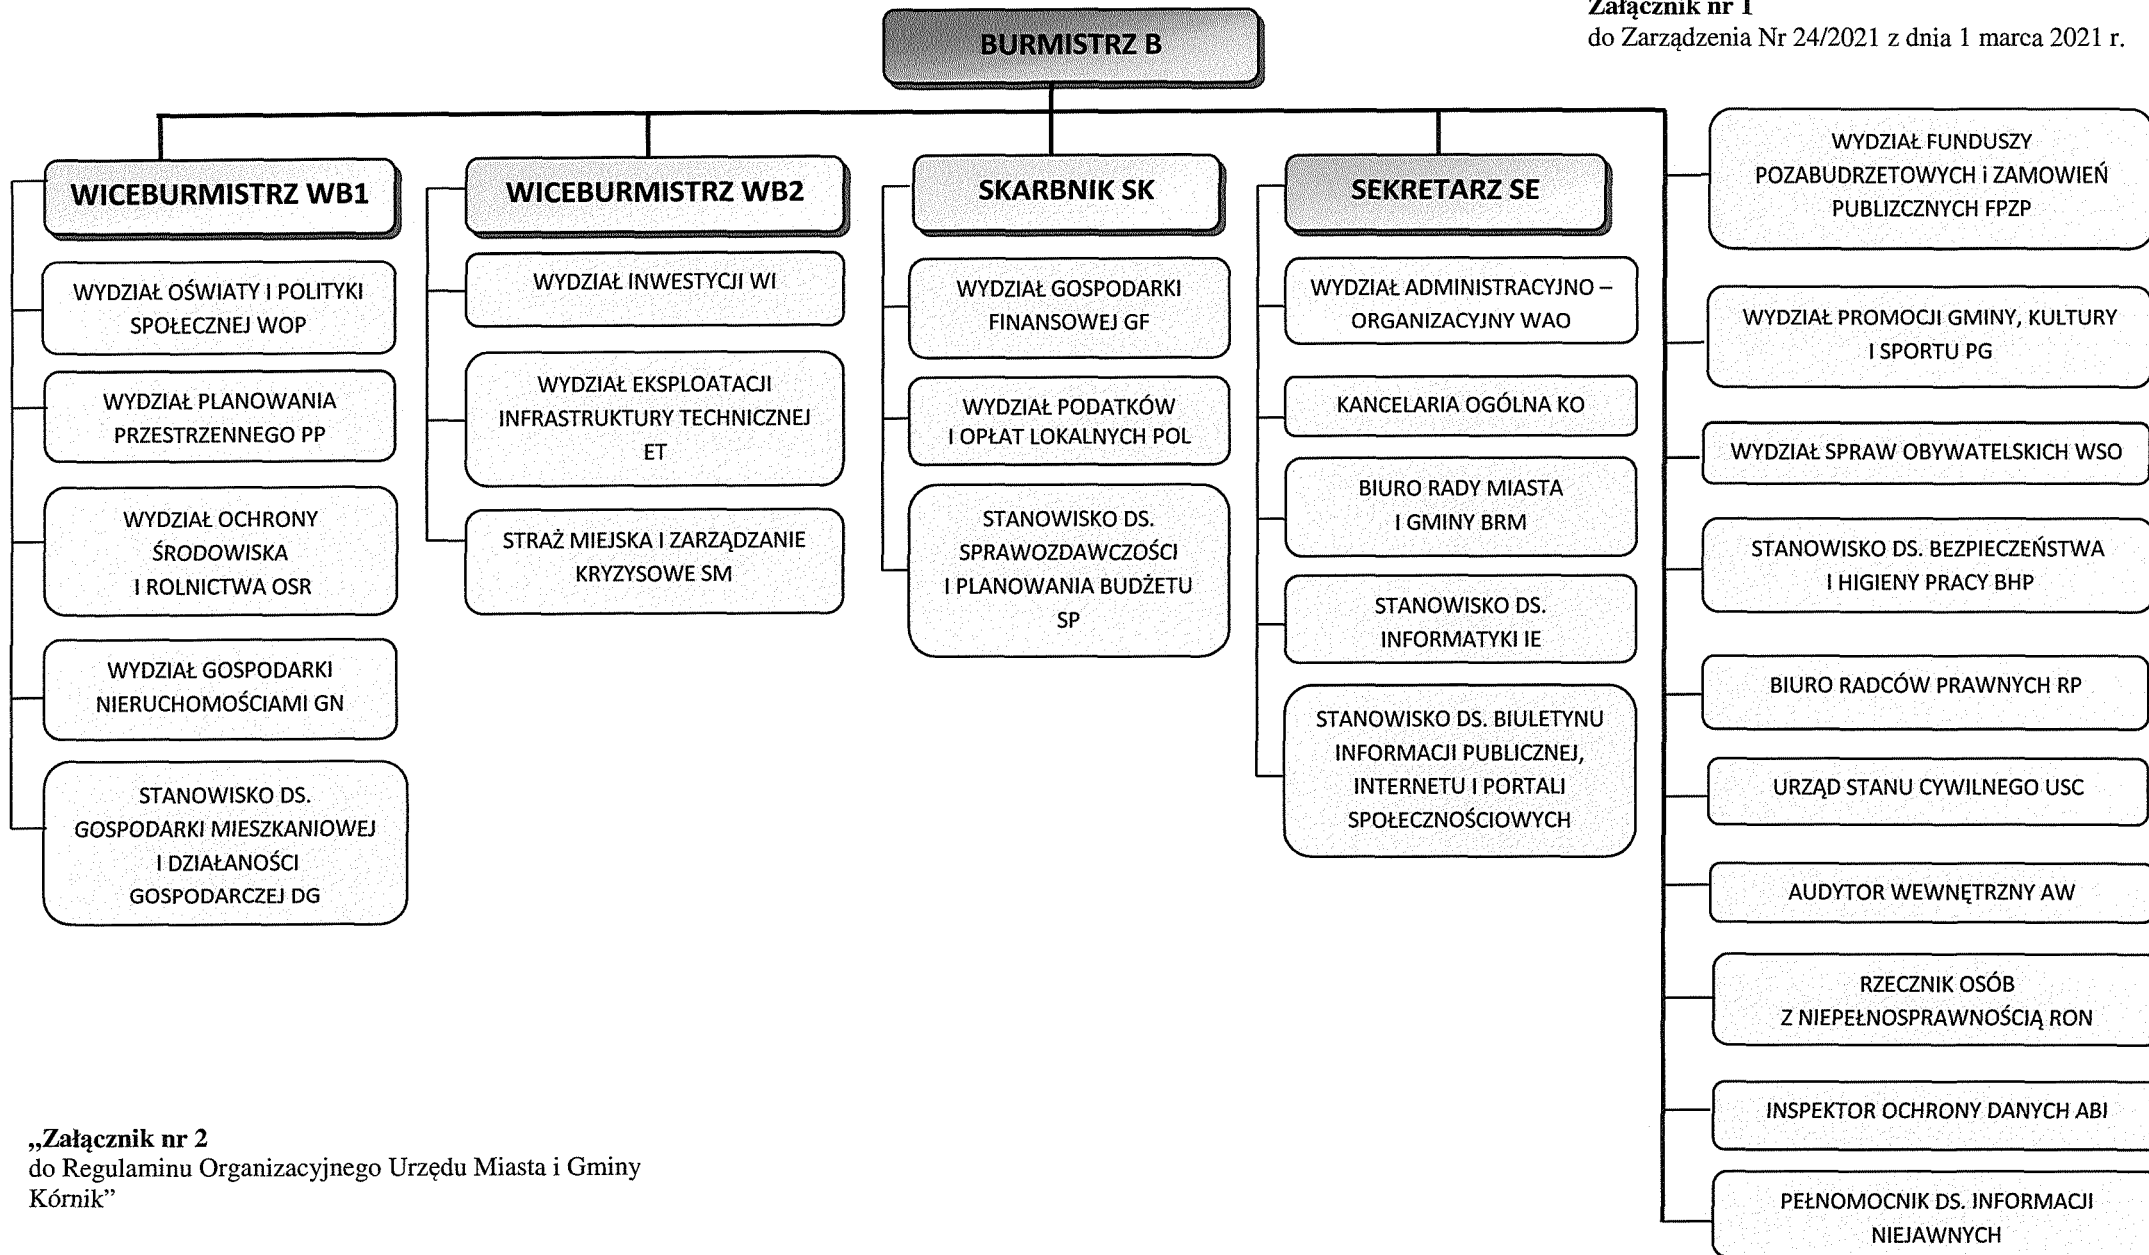 Załącznik nr 1
do Zarządzenia Nr 24/2021 z dnia 1 marca 2021 r.
BURMISTRZ B
WICEBURMISTRZ WB1
WYDZIAŁ OŚWIATY I POLITYKI
SPOŁECZNEJ WOP
WYDZIAŁ PLANOWANIA
PRZESTRZENNEGO PP
WYDZIAŁ OCHRONY
ŚRODOWISKA
I ROLNICTWA OSR
WYDZIAŁ GOSPODARKI
NIERUCHOMOŚCIAMI GN
STANOWISKO DS.
GOSPODARKI MIESZKANIOWEJ
I DZIAŁANOŚCI
GOSPODARCZEJ DG
WICEBURMISTRZ WB2
WYDZIAŁ INWESTYCJI WI
WYDZIAŁ EKSPLOATACJI
INFRASTRUKTURY TECHNICZNEJ
ET
STRAŻ MIEJSKA I ZARZĄDZANIE
KRYZYSOWE SM
SKARBNIK SK
WYDZIAŁ GOSPODARKI
FINANSOWEJ GF
WYDZIAŁ PODATKÓW
I OPŁAT LOKALNYCH POL
STANOWISKO DS.
SPRAWOZDAWCZOŚCI
I PLANOWANIA BUDŻETU
SP
SEKRETARZ SE
WYDZIAŁ ADMINISTRACYJNO –
ORGANIZACYJNY WAO
KANCELARIA OGÓLNA KO
BIURO RADY MIASTA
I GMINY BRM
STANOWISKO DS.
INFORMATYKI IE
STANOWISKO DS. BIULETYNU
INFORMACJI PUBLICZNEJ,
INTERNETU I PORTALI
SPOŁECZNOŚCIOWYCH
WYDZIAŁ FUNDUSZY
POZABUDRZETOWYCH i ZAMOWIEŃ
PUBLIZCZNYCH FPZP
WYDZIAŁ PROMOCJI GMINY, KULTURY
I SPORTU PG
WYDZIAŁ SPRAW OBYWATELSKICH WSO
STANOWISKO DS. BEZPIECZEŃSTWA
I HIGIENY PRACY BHP
BIURO RADCÓW PRAWNYCH RP
URZĄD STANU CYWILNEGO USC
AUDYTOR WEWNĘTRZNY AW
RZECZNIK OSÓB
Z NIEPEŁNOSPRAWNOŚCIĄ RON
INSPEKTOR OCHRONY DANYCH ABI
PEŁNOMOCNIK DS. INFORMACJI
NIEJAWNYCH
„Załącznik nr 2
do Regulaminu Organizacyjnego Urzędu Miasta i Gminy
Kórnik”